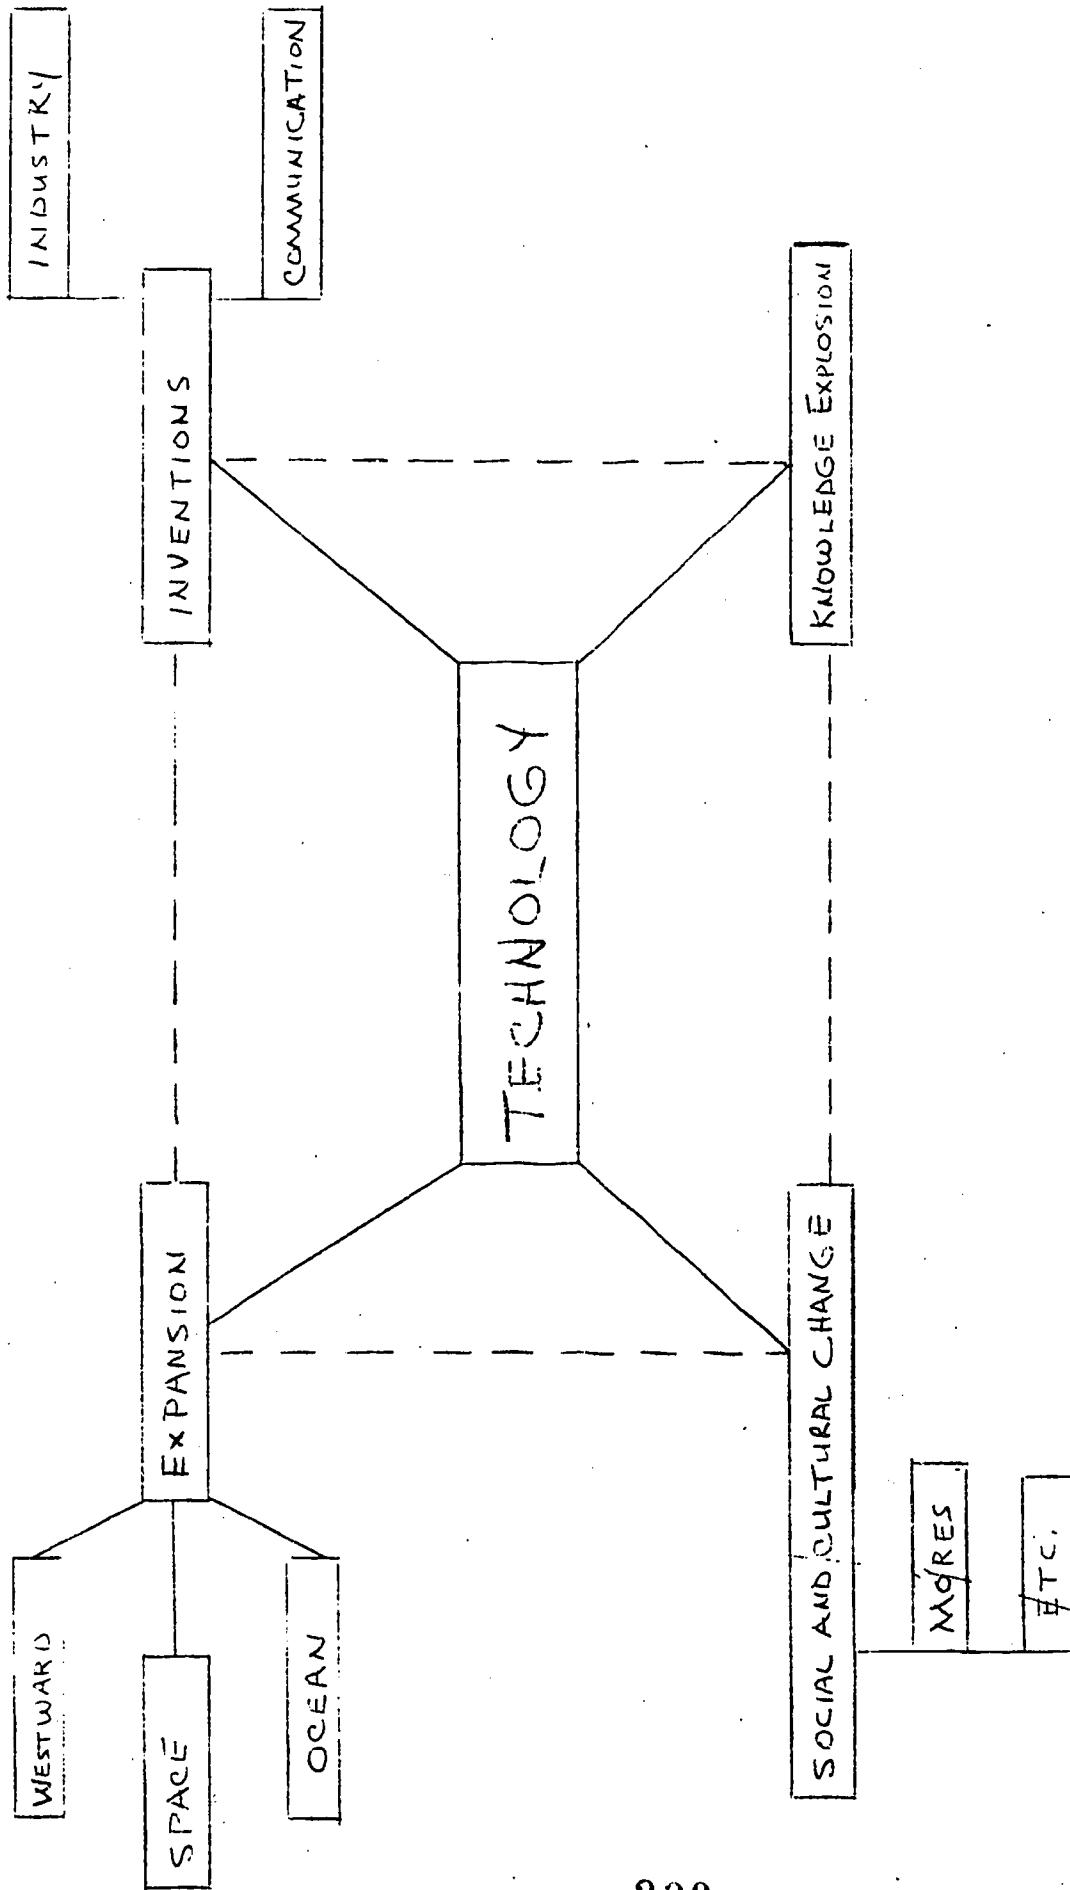 WESTWARD
SPACE
OCEAN
EXPANSION
INVENTIONS
INDUSTRY
COMMUNICATION
TECHNOLOGY
SOCIAL AND CULTURAL CHANGE
MORES
ETC.
KNOWLEDGE EXPLOSION